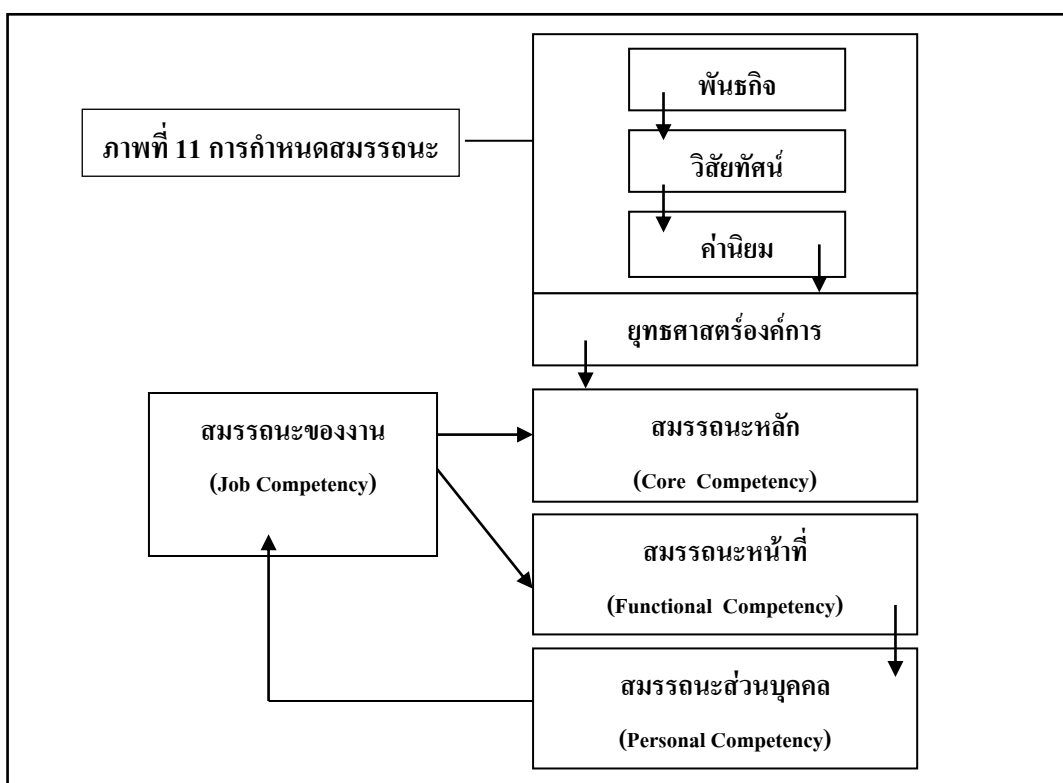 พันธกิจ
ภาพที่ 11 การกำหนดสมรรถนะ
วิสัยทัศน์
ค่านิยม
ยุทธศาสตร์องค์การ
สมรรถนะของงาน
(Job Competency)
สมรรถนะหลัก
(Core Competency)
สมรรถนะหน้าที่
(Functional Competency)
สมรรถนะส่วนบุคคล
(Personal Competency)